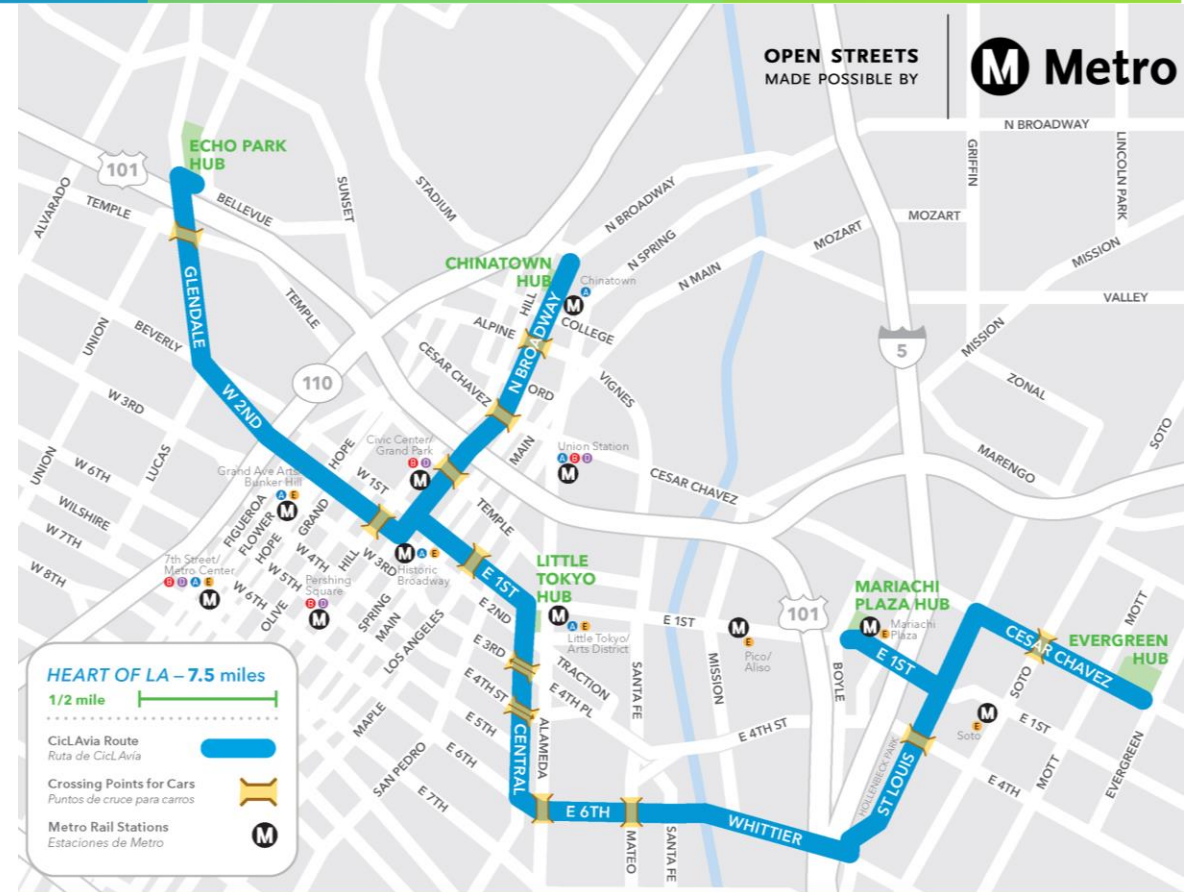 OPEN STREETS
MADE POSSIBLE BY
M Metro
N BROADWAY
GRIFFIN
LINCOLN PARK
ECHO PARK
HUB
101
ALVARADO
TEMPLE
BELLEVUE
SUNSET
STADIUM
N BROADWAY
MOZART
MOZART
MISSION
CHINATOWN
HUB
N SPRING
N MAIN
Chinatown
A
M
VALLEY
GLENDALE
TEMPLE
HILL
N BROADWAY
ALPINE
COLLEGE
5
MISSION
UNION
BEVERLY
CESAR CHAVEZ
ORD
VIGNES
ZONAL
110
W 3RD
W 2ND
SOTO
LUCAS
HOPE
Civic Center/
Grand Park
B D
M
MAIN
Union Station
A B D
M
MARENGO
UNION
W 6TH
Grand Ave Arts/
Bunker Hill
A E
M
W 1ST
CESAR CHAVEZ
WILSHIRE
FIGUEROA
FLOWER
HOPE
GRAND
TEMPLE
W 7TH
W 8TH
7th Street/
Metro Center
B D A E
M
W 4TH
HILL
W 3RD
M A E
Historic
Broadway
E 1ST
LITTLE
TOKYO
HUB
W 5TH
W 6TH
Pershing
Square
B D
M
OLIVE
SPRING
MAIN
LOS ANGELES
E 2ND
M
A E
Little Tokyo/
Arts District
E 1ST
M
E
Pico/
Aliso
101
MARIACHI
PLAZA HUB
M
E
Mariachi
Plaza
E 1ST
CESAR CHAVEZ
MOTT
EVERGREEN
HUB
E 3RD
TRACTION
E 4TH PL
E 4TH ST
SANTA FE
MISSION
BOYLE
SOTO
M
E
Soto
E 1ST
MAPLE
E 5TH
CENTRAL
ALAMEDA
E 4TH ST
HOLLENBECK PARK
ST LOUIS
MOTT
E 4TH
EVERGREEN
SAN PEDRO
E 6TH
E 7TH
E 6TH
MATEO
SANTA FE
WHITTIER
HEART OF LA – 7.5 miles
1/2 mile
CicLAvia Route
Ruta de CicLAvía
Crossing Points for Cars
Puntos de cruce para carros
Metro Rail Stations
Estaciones de Metro
M